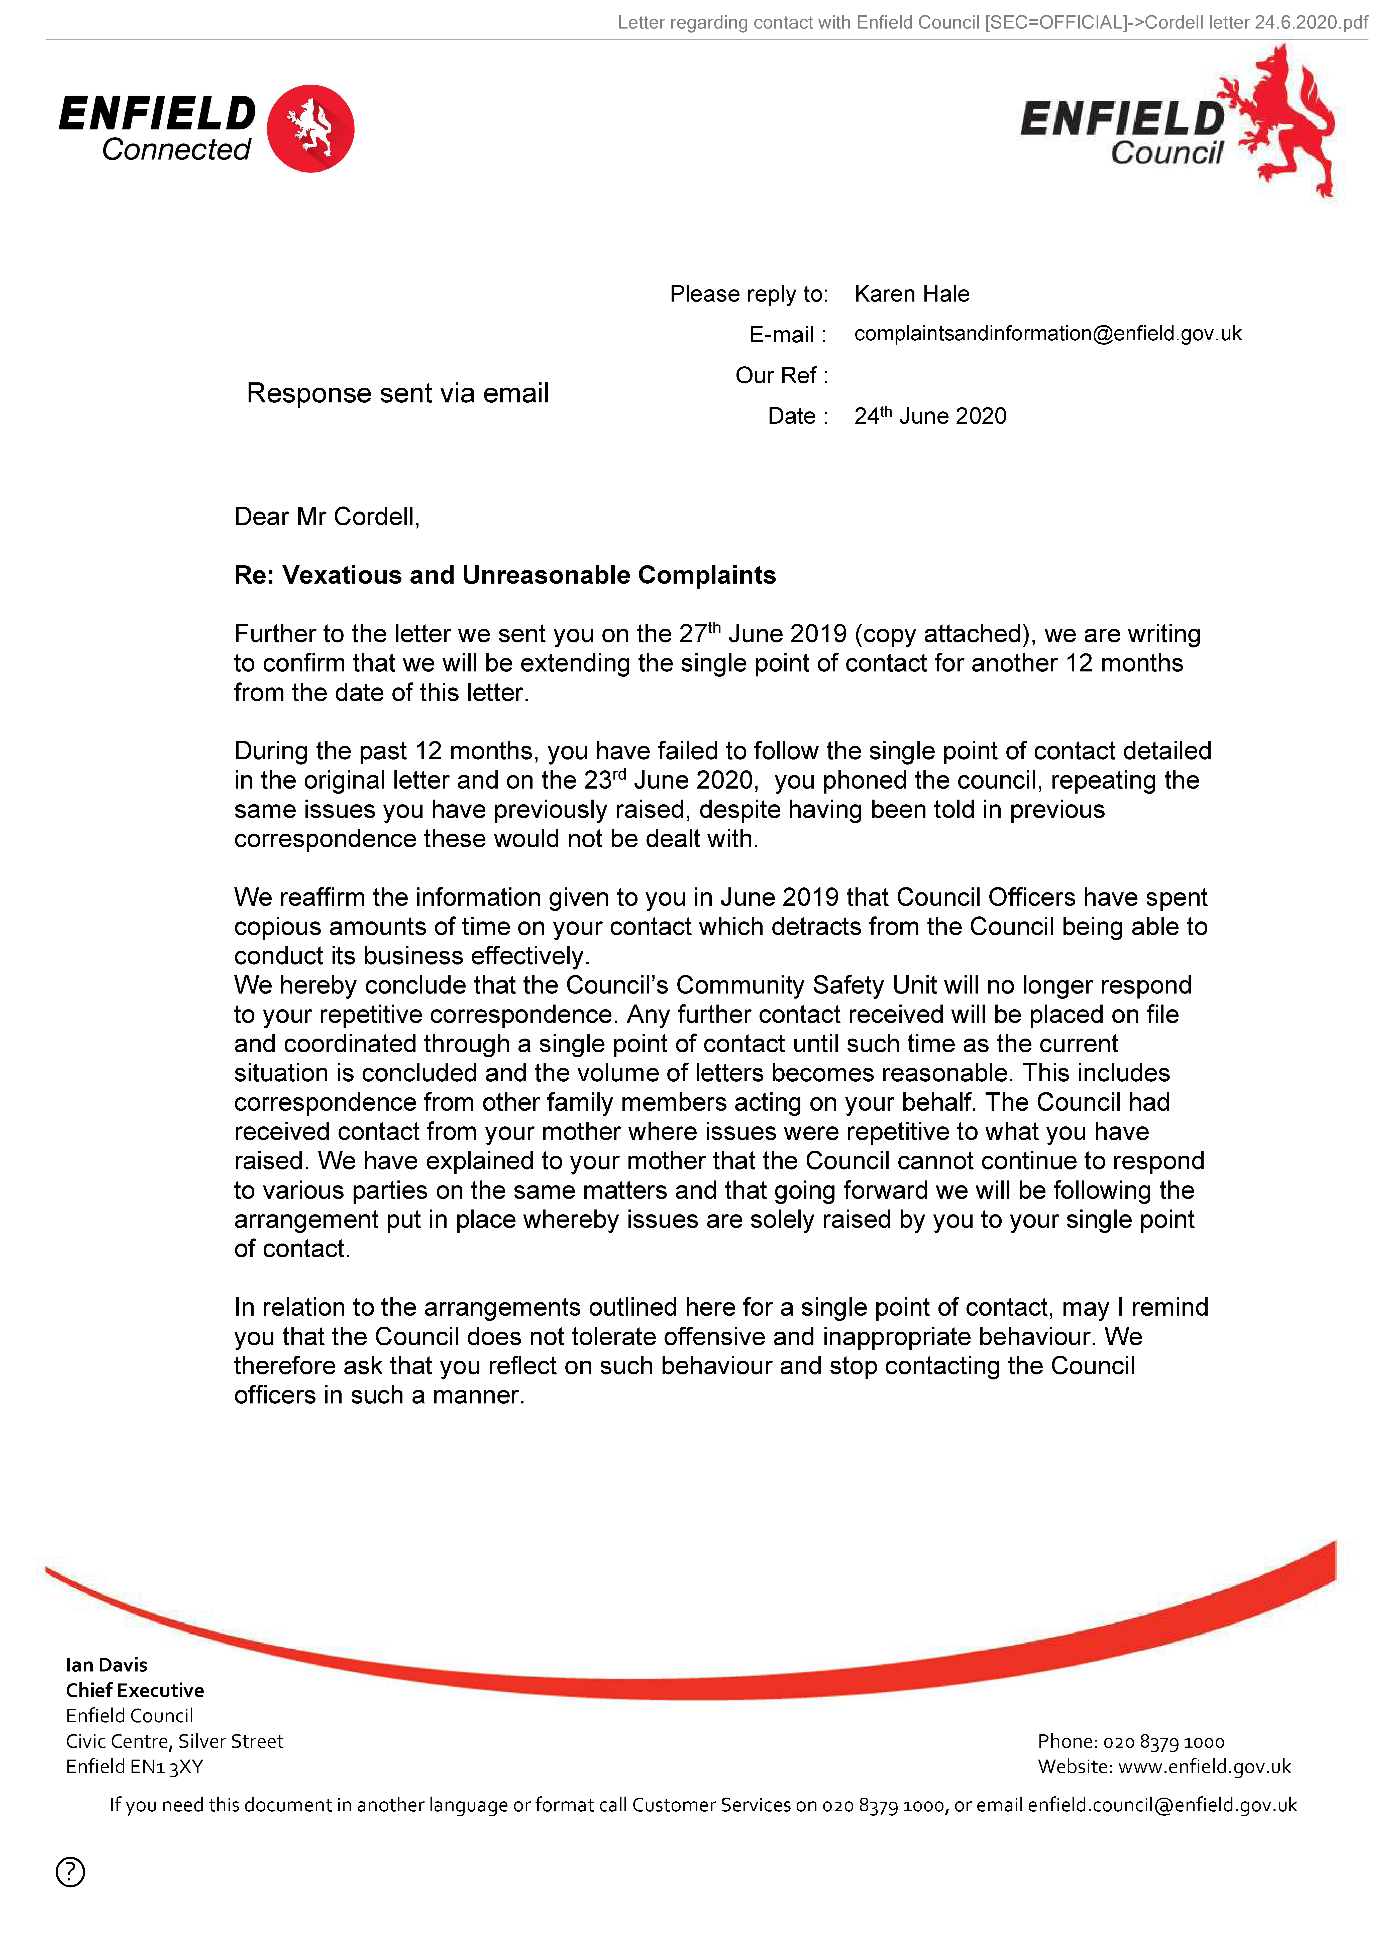 Letter regarding contact with Enfield Council [SEC=OFFICIAL]->Cordell letter 24.6.2020.pdf
ENFIELD
Connected
ENFIELD
Council
Please reply to: Karen Hale
E-mail : complaintsandinformation@enfield.gov.uk
Our Ref :
Response sent via email
Date : 24th June 2020
Dear Mr Cordell,
Re: Vexatious and Unreasonable Complaints
Further to the letter we sent you on the 27th June 2019 (copy attached), we are writing
to confirm that we will be extending the single point of contact for another 12 months
from the date of this letter.
During the past 12 months, you have failed to follow the single point of contact detailed
in the original letter and on the 23rd June 2020, you phoned the council, repeating the
same issues you have previously raised, despite having been told in previous
correspondence these would not be dealt with.
We reaffirm the information given to you in June 2019 that Council Officers have spent
copious amounts of time on your contact which detracts from the Council being able to
conduct its business effectively.
We hereby conclude that the Council's Community Safety Unit will no longer respond
to your repetitive correspondence. Any further contact received will be placed on file
and coordinated through a single point of contact until such time as the current
situation is concluded and the volume of letters becomes reasonable. This includes
correspondence from other family members acting on your behalf. The Council had
received contact from your mother where issues were repetitive to what you have
raised. We have explained to your mother that the Council cannot continue to respond
to various parties on the same matters and that going forward we will be following the
arrangement put in place whereby issues are solely raised by you to your single point
of contact.
In relation to the arrangements outlined here for a single point of contact, may I remind
you that the Council does not tolerate offensive and inappropriate behaviour. We
therefore ask that you reflect on such behaviour and stop contacting the Council
officers in such a manner.
Ian Davis
Chief Executive
Enfield Council
Civic Centre, Silver Street
Enfield EN1 3XY
Phone: 020 8379 1000
Website: www.enfield.gov.uk
If you need this document in another language or format call Customer Services on 020 8379 1000, or email enfield.council@enfield.gov.uk
?